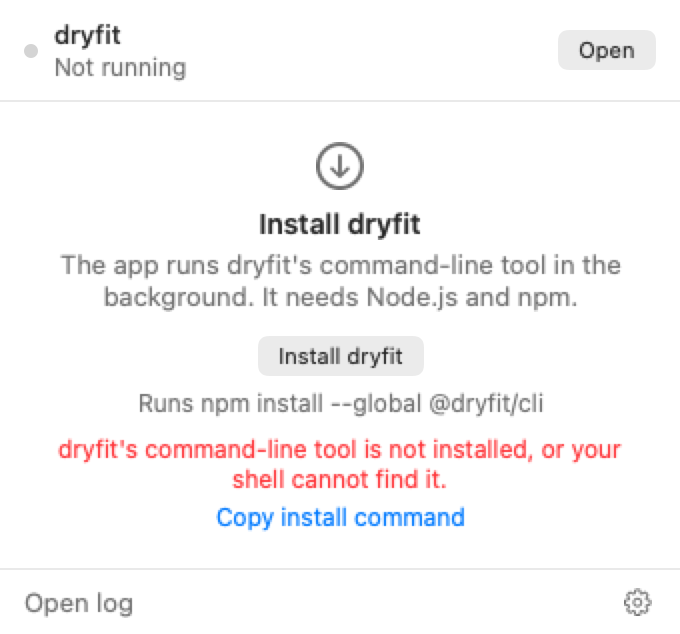 dryfit
Not running
Open
Install dryfit
The app runs dryfit's command-line tool in the
background. It needs Node.js and npm.
Install dryfit
Runs npm install --global @dryfit/cli
dryfit's command-line tool is not installed, or your
shell cannot find it.
Copy install command
Open log